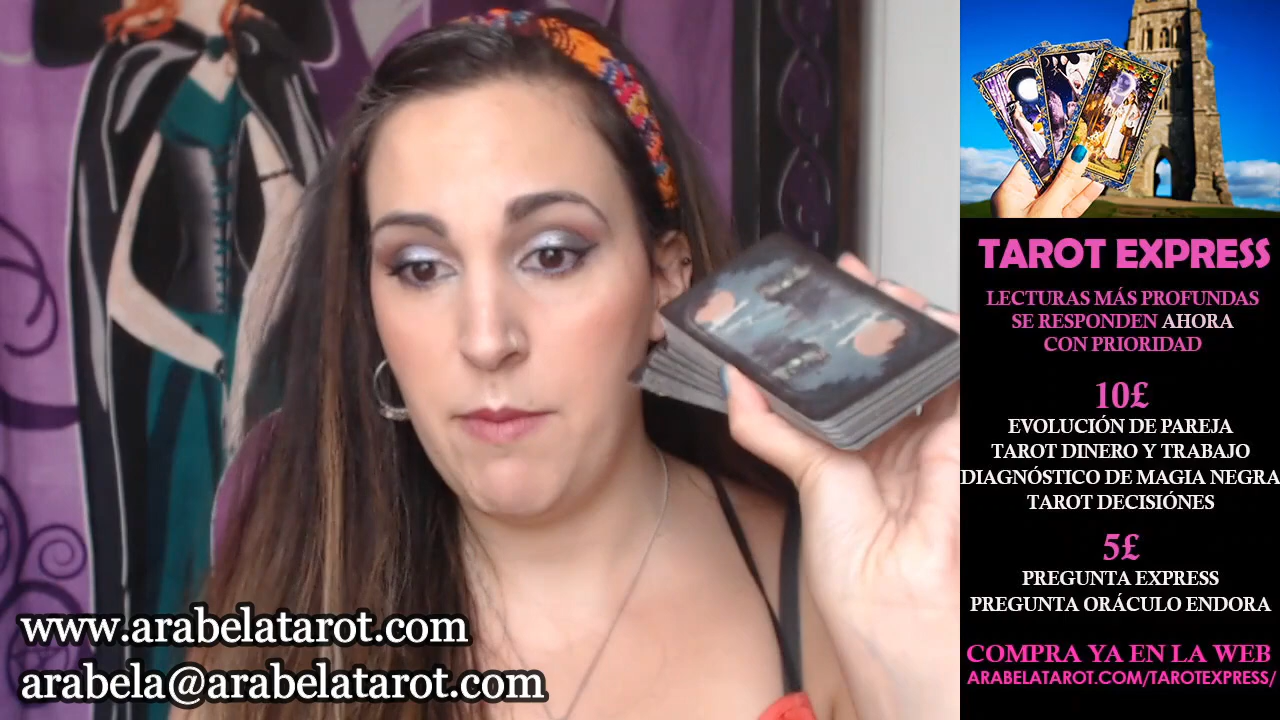 www.arabelatarot.com
arabela@arabelatarot.com
TAROT EXPRESS
LECTURAS MÁS PROFUNDAS
SE RESPONDEN AHORA
CON PRIORIDAD
10£
EVOLUCIÓN DE PAREJA
TAROT DINERO Y TRABAJO
DIAGNÓSTICO DE MAGIA NEGRA
TAROT DECISIÓNES
5£
PREGUNTA EXPRESS
PREGUNTA ORÁCULO ENDORA
COMPRA YA EN LA WEB
ARABELATAROT.COM/TAROTEXPRESS/